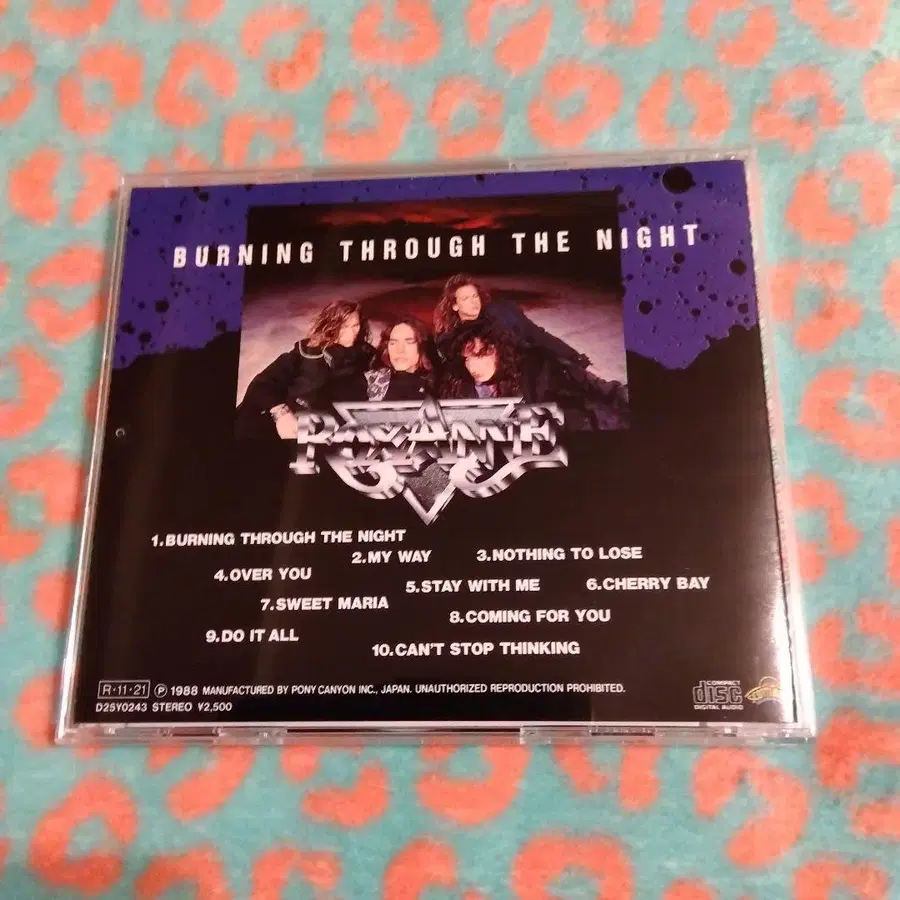 BURNING THROUGH THE NIGHT
ROXANNE
1.BURNING THROUGH THE NIGHT
2.MY WAY 3.NOTHING TO LOSE
4.OVER YOU
5.STAY WITH ME 6.CHERRY BAY
7.SWEET MARIA
8.COMING FOR YOU
9.DO IT ALL
10.CAN'T STOP THINKING
R·11·21 Ⓟ 1988 MANUFACTURED BY PONY CANYON INC., JAPAN. UNAUTHORIZED REPRODUCTION PROHIBITED.
D25Y0243 STEREO ¥2,500
COMPACT
disc
DIGITAL AUDIO